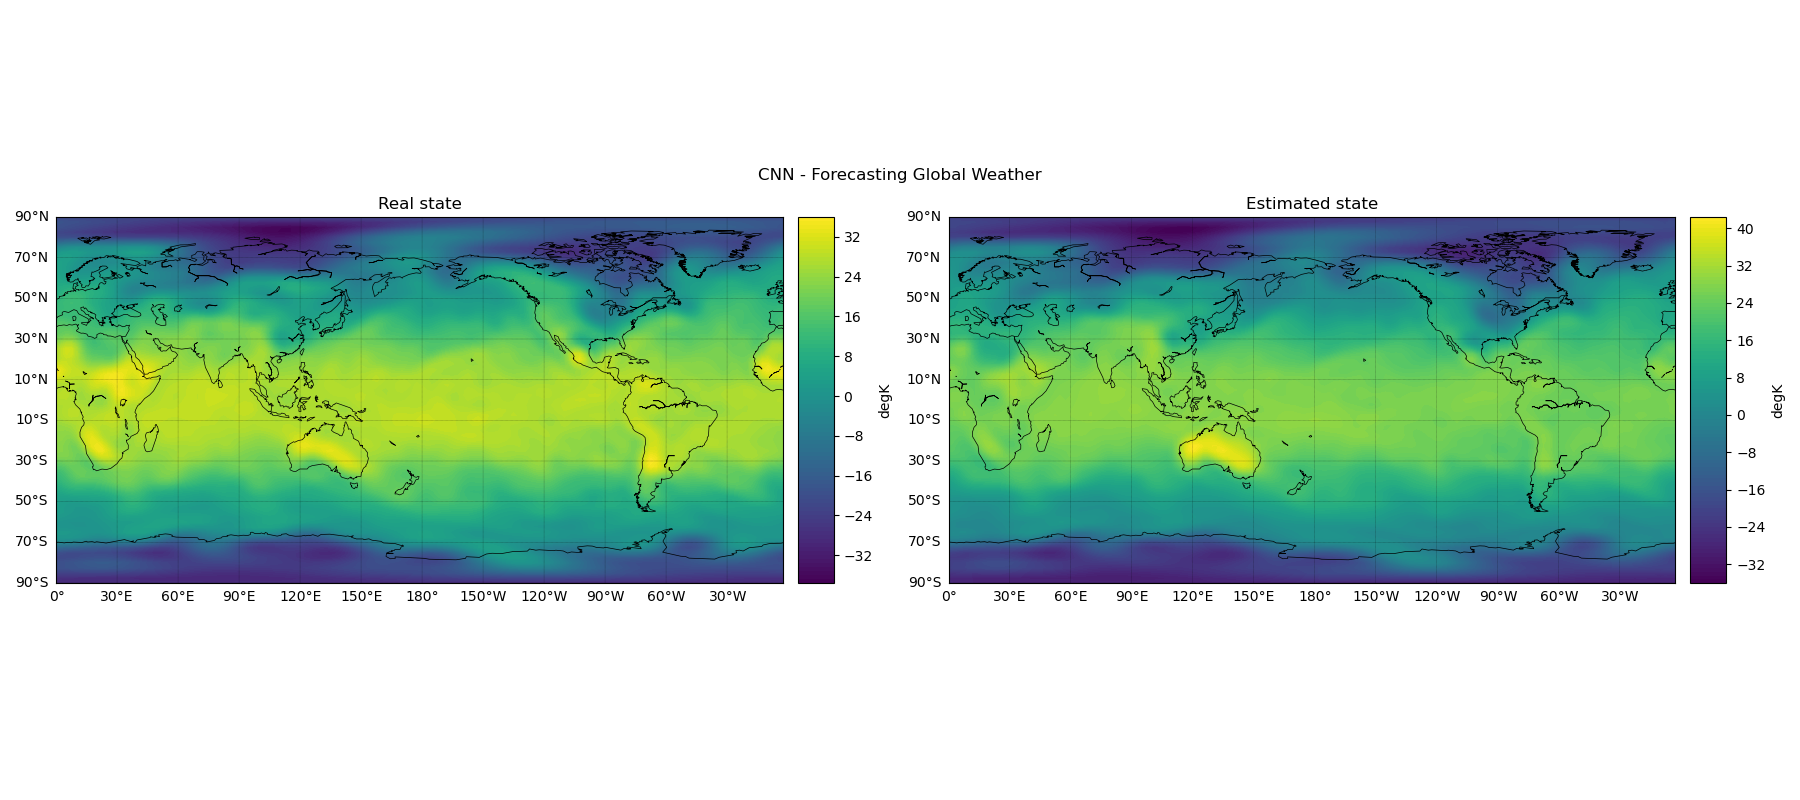 CNN - Forecasting Global Weather
Real state
90°N
70°N
50°N
30°N
10°N
10°S
30°S
50°S
70°S
90°S
0°
30°E
60°E
90°E
120°E
150°E
180°
150°W
120°W
90°W
60°W
30°W
32
24
16
8
0
−8
−16
−24
−32
degK
Estimated state
90°N
70°N
50°N
30°N
10°N
10°S
30°S
50°S
70°S
90°S
0°
30°E
60°E
90°E
120°E
150°E
180°
150°W
120°W
90°W
60°W
30°W
40
32
24
16
8
0
−8
−16
−24
−32
degK